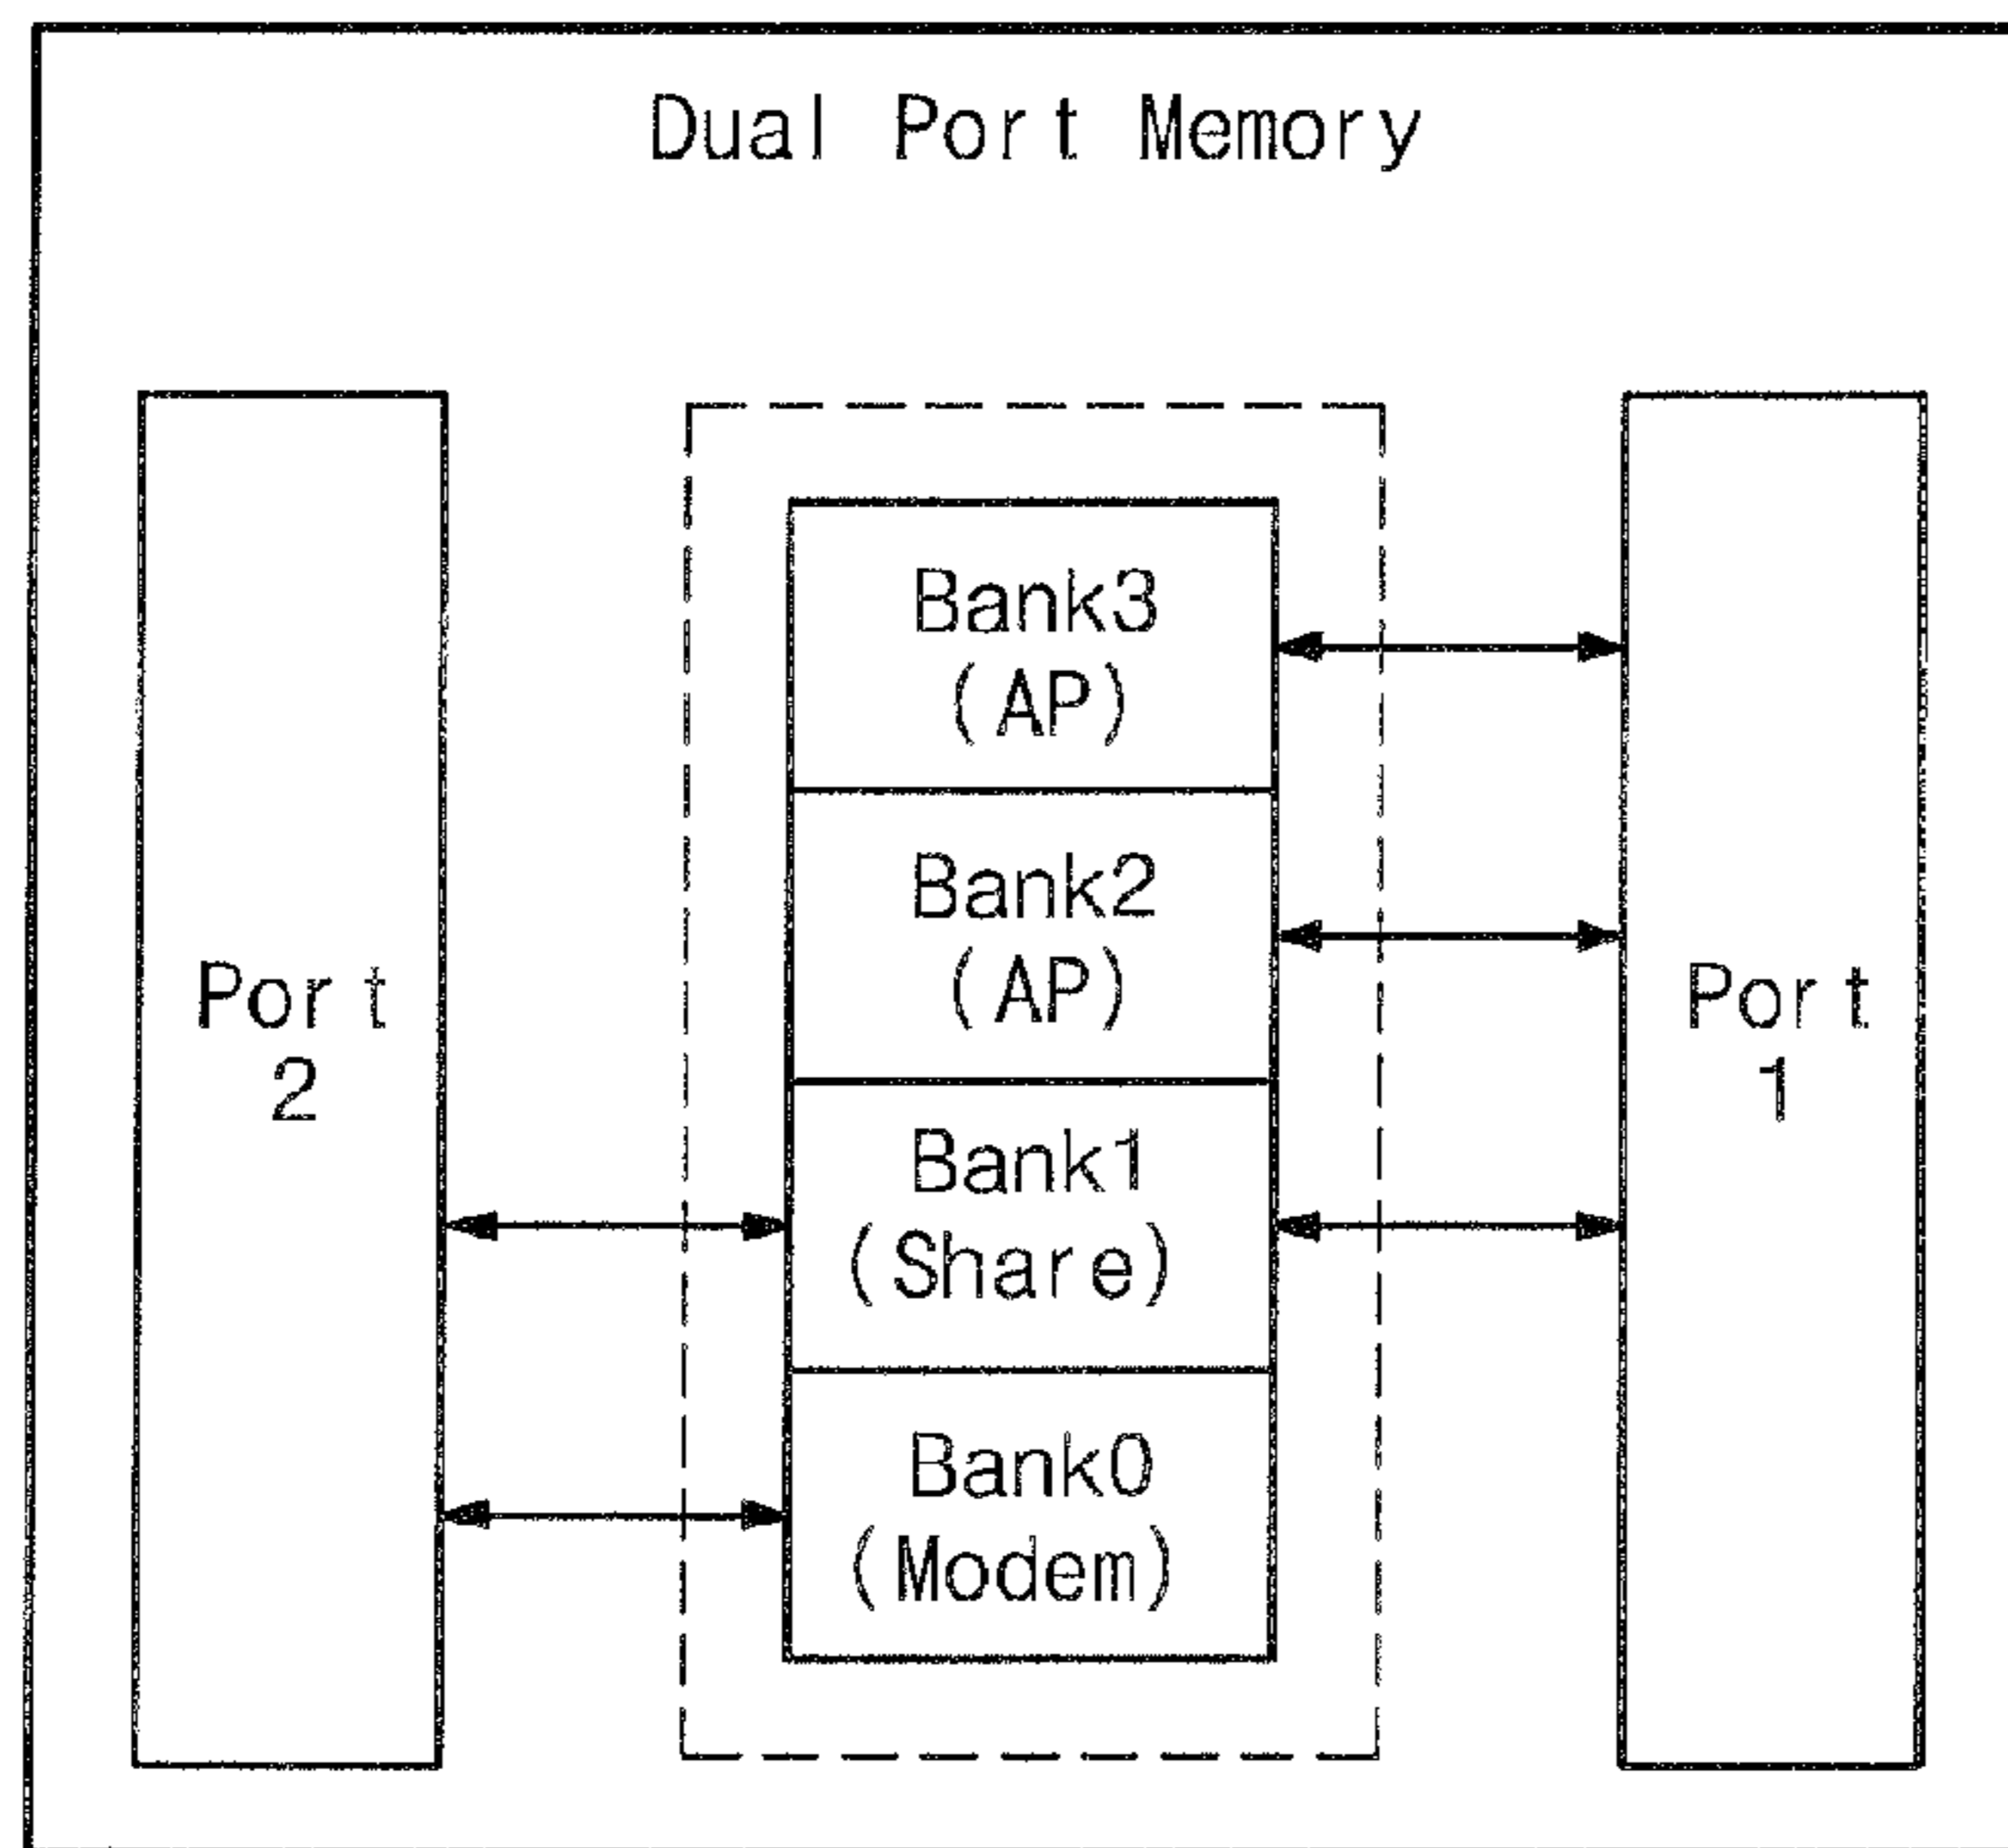 Dual Port Memory
Port
2
Bank3
(AP)
Bank2
(AP)
Bank1
(Share)
Bank0
(Modem)
Port
1